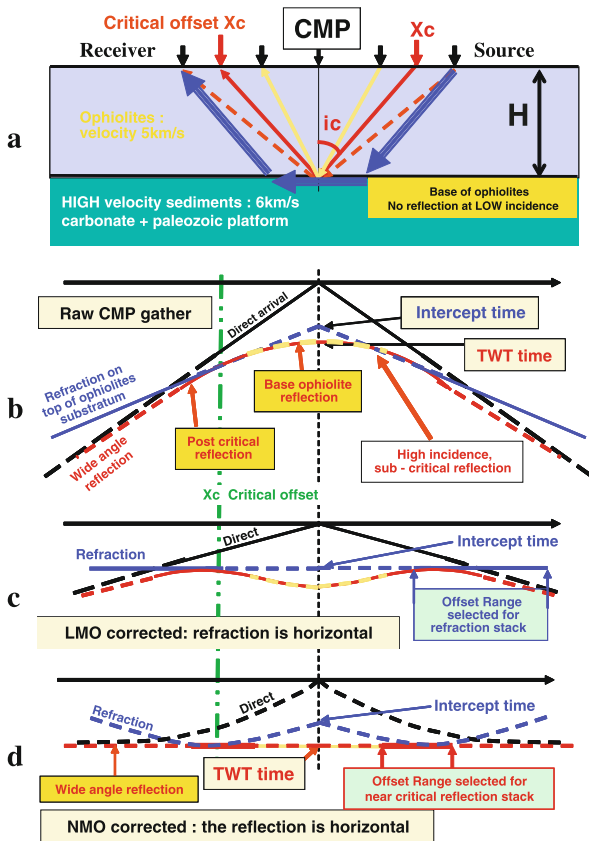 Critical offset Xc
CMP
Xc
Receiver
Source
Ophiolites :
velocity 5km/s
ic
H
a
HIGH velocity sediments : 6km/s
carbonate + paleozoic platform
Base of ophiolites
No reflection at LOW incidence
Raw CMP gather
Direct arrival
Intercept time
TWT time
Refraction on
top of ophiolites
substratum
Base ophiolite
reflection
b
Wide angle
reflection
Post critical
reflection
High incidence,
sub - critical reflection
Xc Critical offset
Direct
Refraction
Intercept time
c
Offset Range
selected for
refraction stack
LMO corrected: refraction is horizontal
Refraction
Direct
Intercept time
d
TWT time
Wide angle reflection
Offset Range selected for
near critical reflection stack
NMO corrected : the reflection is horizontal